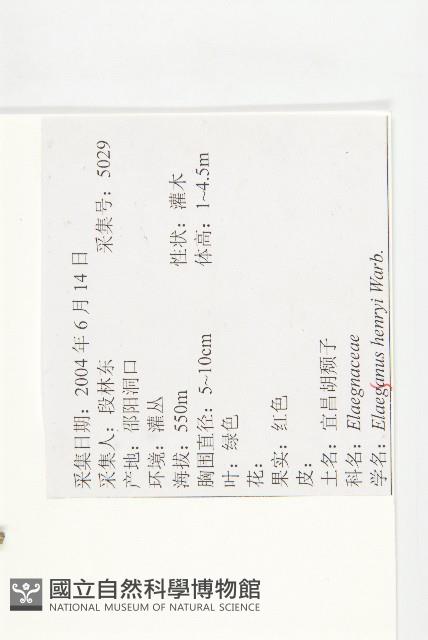 采集日期：2004 年 6 月 14 日
采集人：段林东 采集号：5029
产地：邵阳洞口
环境：灌丛
海拔：550m 性状：灌木
胸围直径：5~10cm 体高：1~4.5m
叶：绿色
花：
果实：红色
皮：
土名：宜昌胡颓子
科名：Elaegnaceae
学名：Elaegnus henryi Warb.
國立自然科學博物館
NATIONAL MUSEUM OF NATURAL SCIENCE